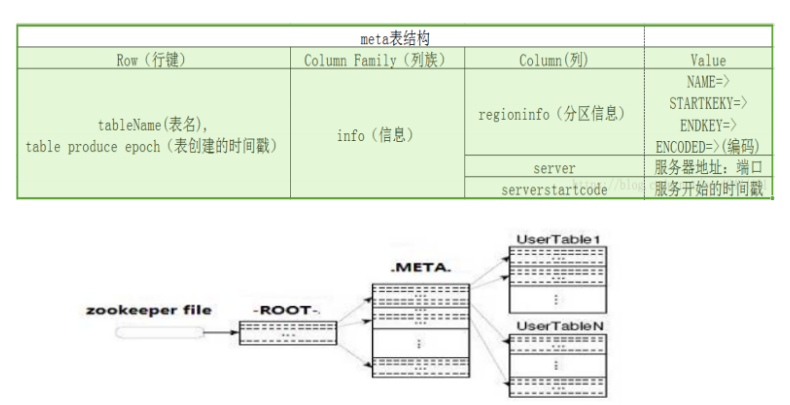 meta表结构
Row（行键）
Column Family（列族）
Column(列)
Value
tableName(表名),
table produce epoch（表创建的时间戳）
info（信息）
regioninfo（分区信息）
NAME=>
STARTKEKY=>
ENDKEY=>
ENCODED=>(编码)
server
服务器地址：端口
serverstartcode
服务开始的时间戳
UserTable1
.META.
zookeeper file
-ROOT-.
UserTableN